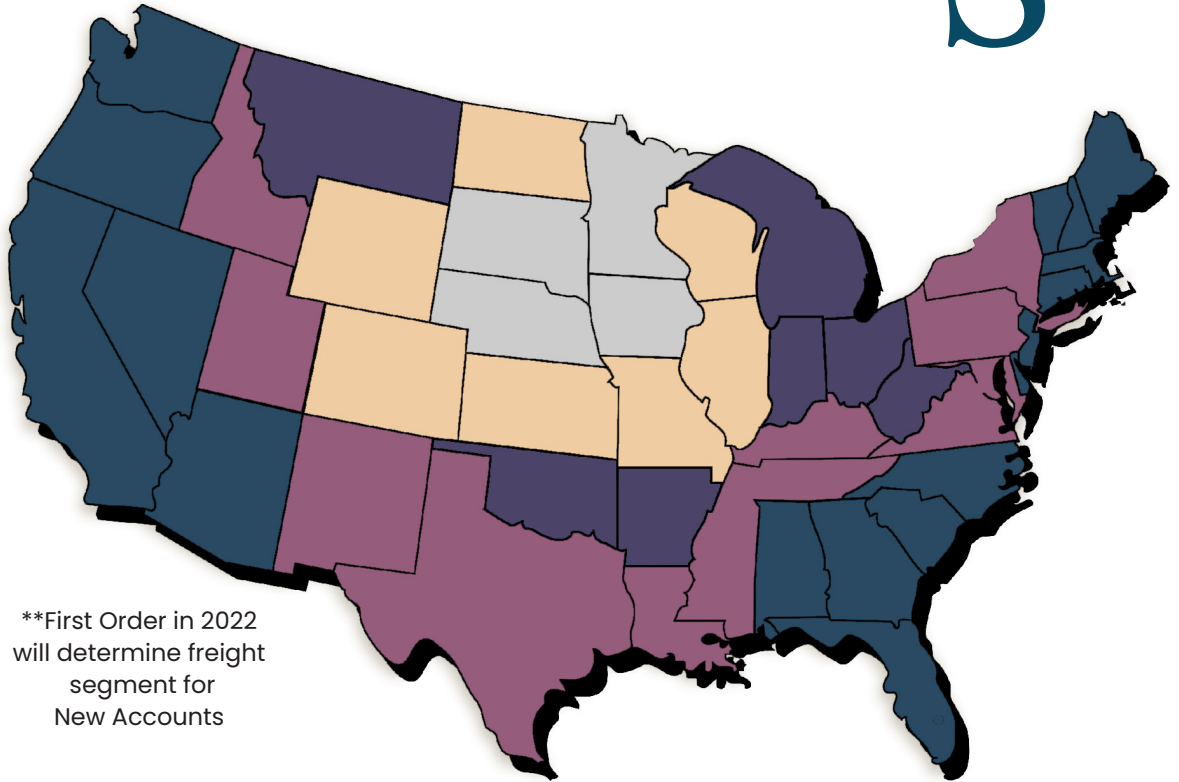 S
**First Order in 2022
will determine freight
segment for
New Accounts